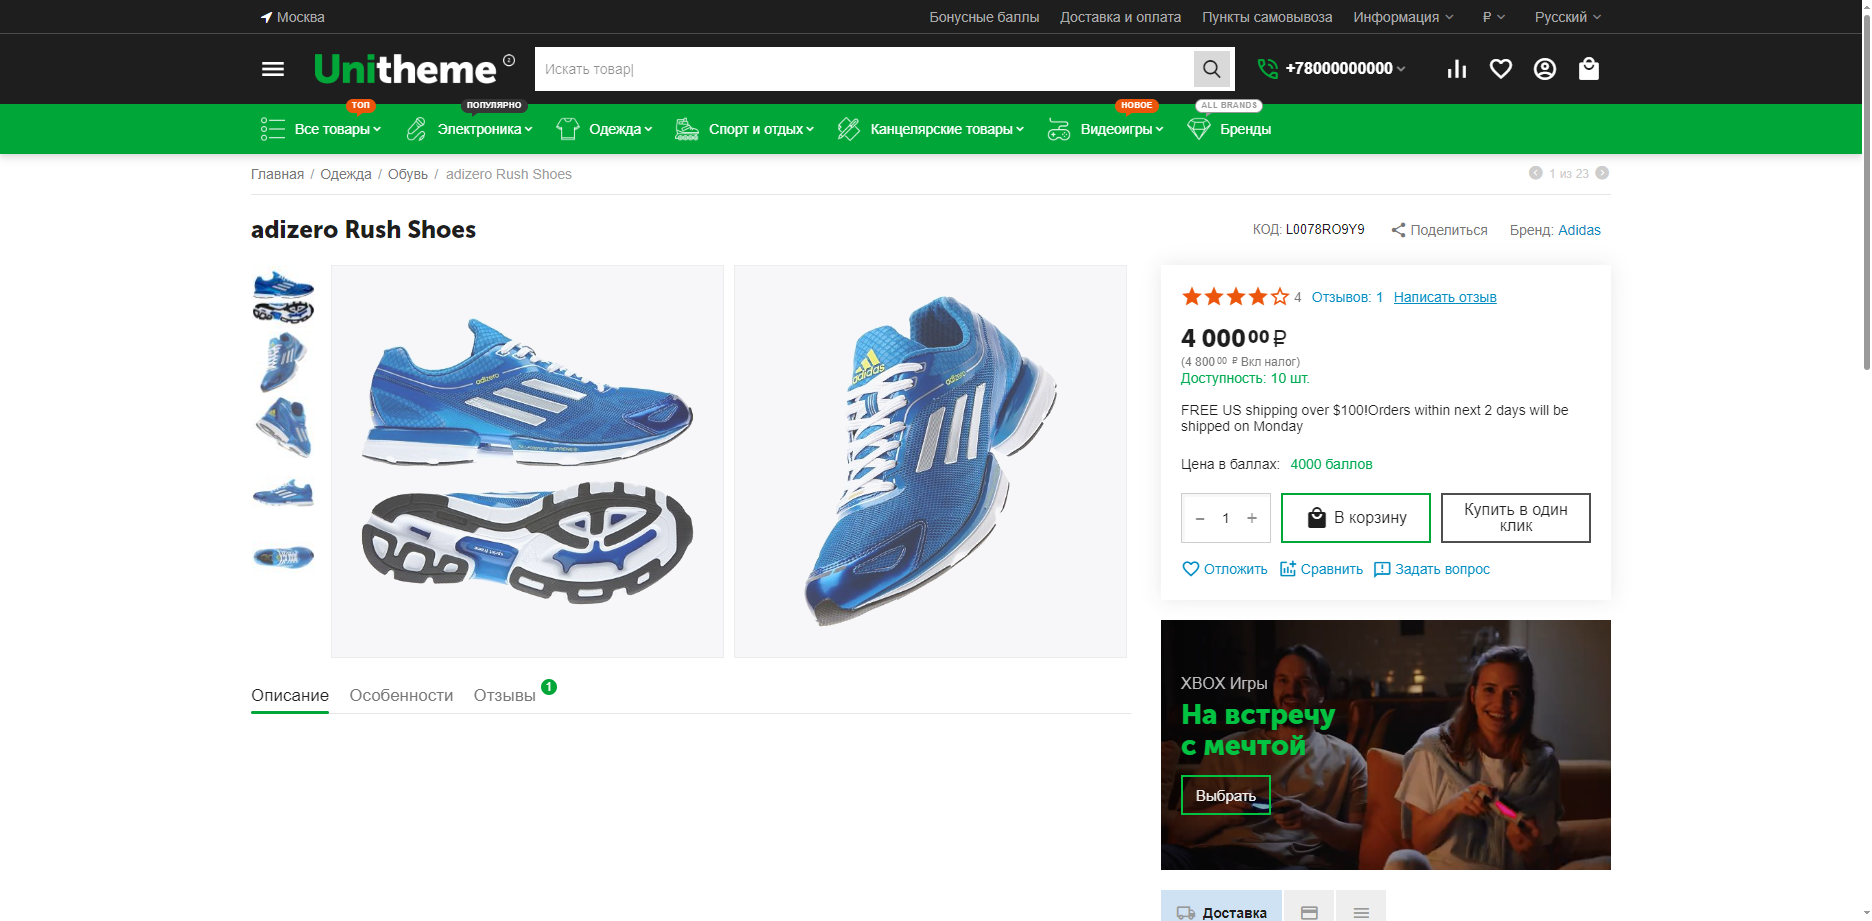 Москва
Бонусные баллы Доставка и оплата Пункты самовывоза Информация ₽ Русский
Unitheme 2
Искать товар|
+78000000000
ТОП ПОПУЛЯРНО НОВОЕ ALL BRANDS
Все товары Электроника Одежда Спорт и отдых Канцелярские товары Видеоигры Бренды
Главная / Одежда / Обувь / adizero Rush Shoes
1 из 23
adizero Rush Shoes
КОД: L0078RO9Y9 Поделиться Бренд: Adidas
adizero
adidas
adizero
4 Отзывов: 1 Написать отзыв
4 000 00 ₽
(4 800 00 ₽ Вкл налог)
Доступность: 10 шт.
FREE US shipping over $100!Orders within next 2 days will be
shipped on Monday
Цена в баллах: 4000 баллов
− 1 +
В корзину
Купить в один
клик
Отложить Сравнить Задать вопрос
Описание Особенности Отзывы 1
XBOX Игры
На встречу
с мечтой
Выбрать
Доставка